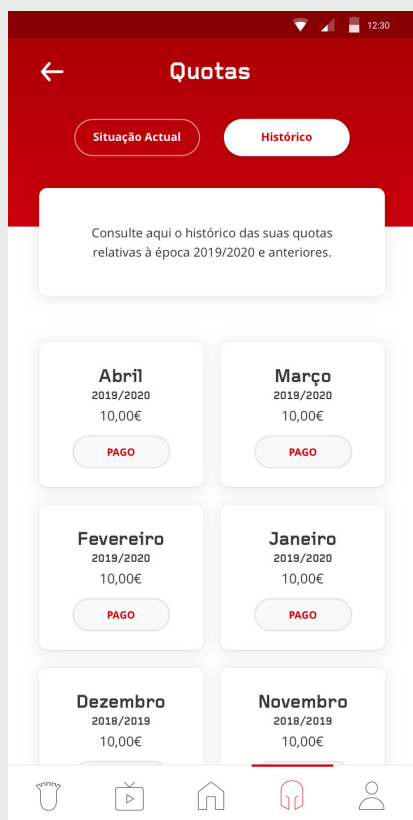 12:30
Quotas
Situação Actual
Histórico
Consulte aqui o histórico das suas quotas
relativas à época 2019/2020 e anteriores.
Abril
2019/2020
10,00€
PAGO
Março
2019/2020
10,00€
PAGO
Fevereiro
2019/2020
10,00€
PAGO
Janeiro
2019/2020
10,00€
PAGO
Dezembro
2018/2019
10,00€
Novembro
2018/2019
10,00€